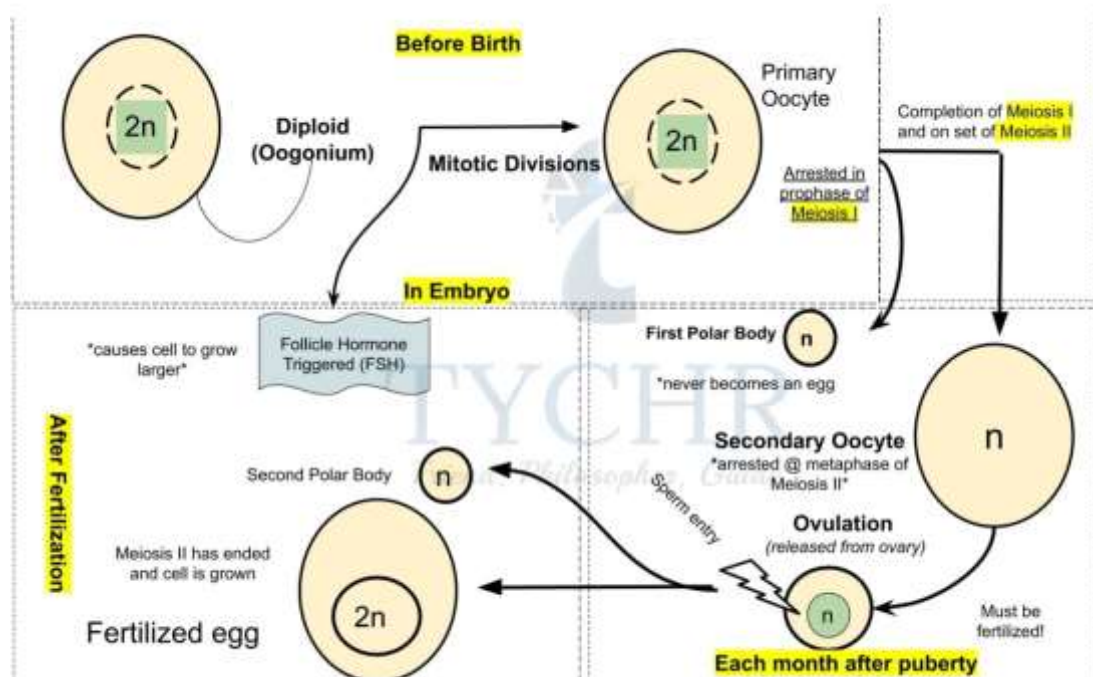 Before Birth
2n
Diploid
(Oogonium)
Mitotic Divisions
2n
Primary
Oocyte
Arrested in
prophase of
Meiosis I
Completion of Meiosis I
and on set of Meiosis II
In Embryo
*causes cell to grow
larger*
Follicle Hormone
Triggered (FSH)
First Polar Body
n
*never becomes an egg
n
Secondary Oocyte
*arrested @ metaphase of
Meiosis II*
Ovulation
(released from ovary)
Sperm entry
n
Must be
fertilized!
Each month after puberty
After Fertilization
Second Polar Body
n
Meiosis II has ended
and cell is grown
2n
Fertilized egg
TYCHR
Philosopher,